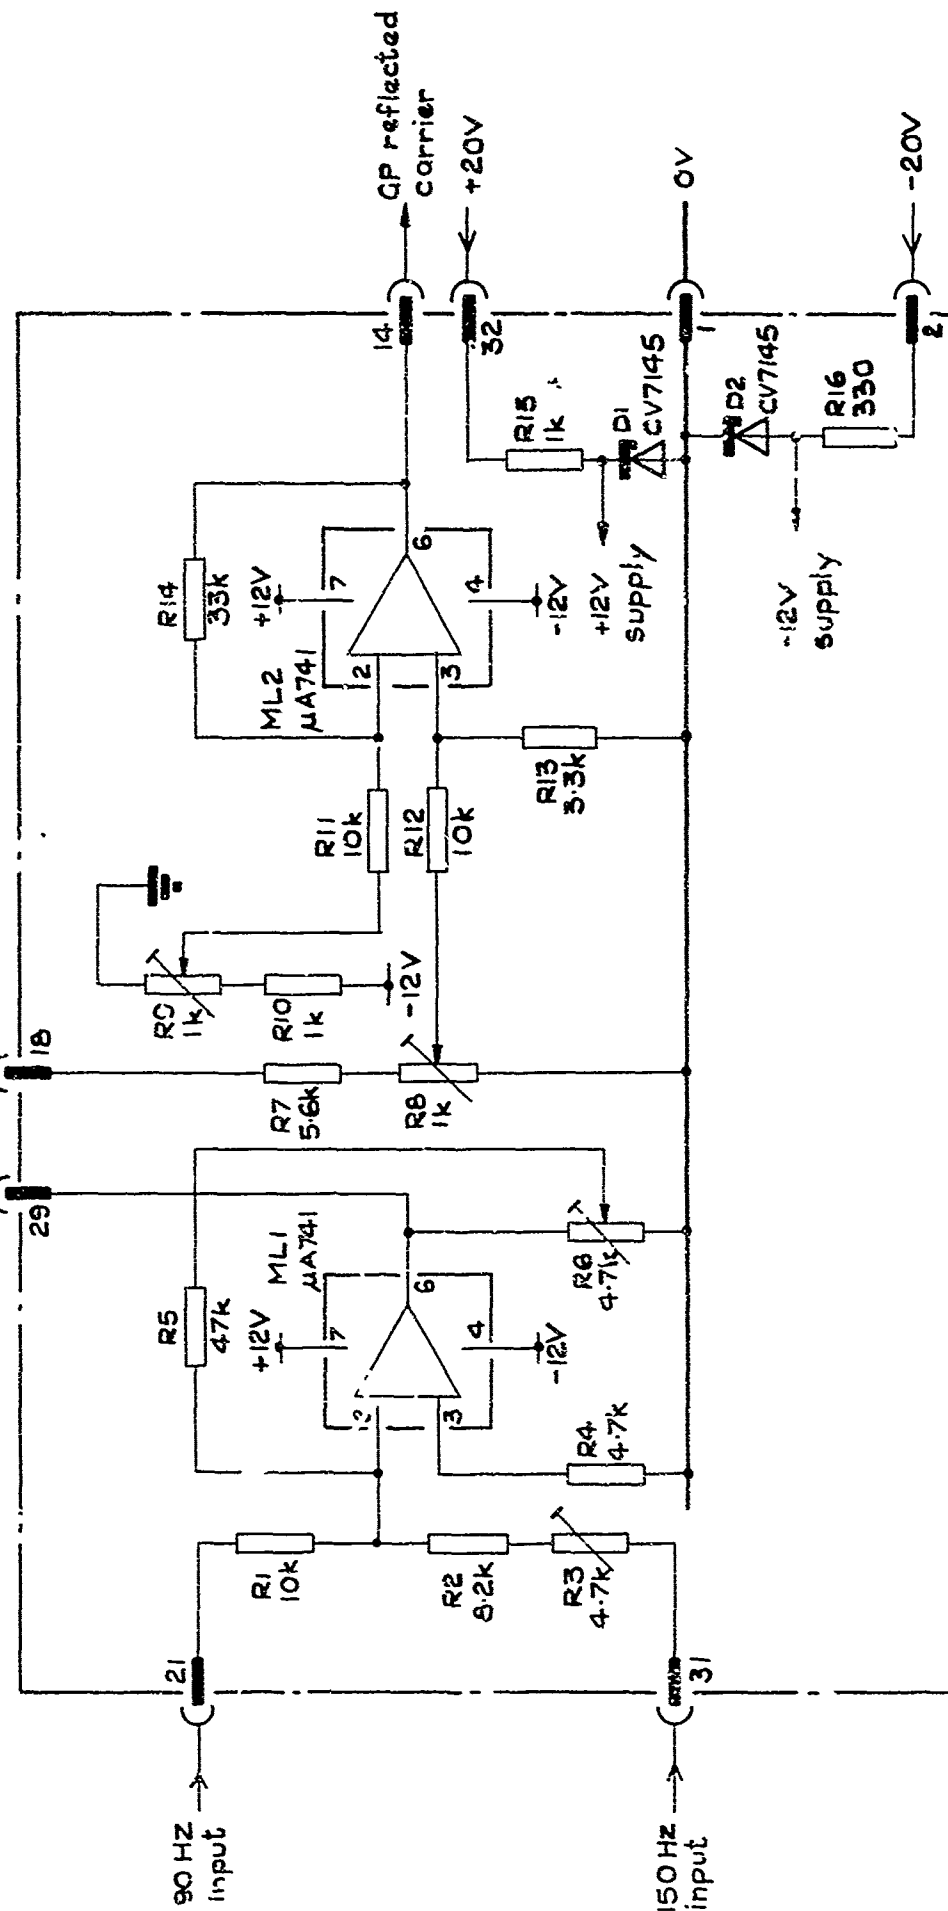 29
18
90 HZ
input
21
R1
10k
R2
8.2k
R3
4.7k
31
150 HZ
input
R5
47k
+12V
ML1
µA741
2
7
6
3
4
-12V
R4
4.7k
R6
4.7k
R7
5.6k
R8
1k
R9
1k
R10
1k
-12V
R11
10k
R12
10k
R13
3.3k
R14
33k
ML2
µA741
+12V
2
7
6
3
4
-12V
14
GP reflected
carrier
32
+20V
R15
1k
+12V
supply
D1
CV7145
1
0V
D2
CV7145
-12V
supply
R16
330
2
-20V